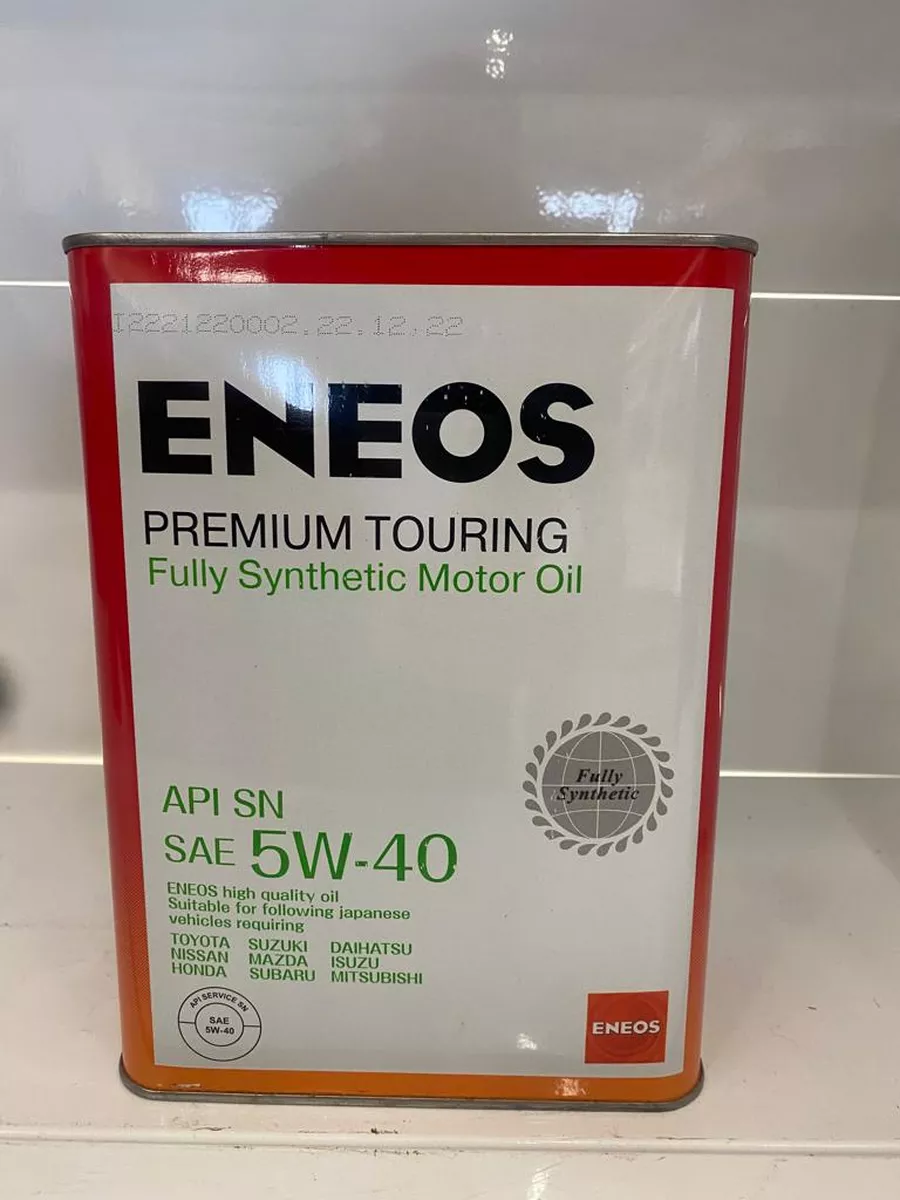 I2221220002.22.12.22
ENEOS
PREMIUM TOURING
Fully Synthetic Motor Oil
Fully
Synthetic
API SN
SAE 5W-40
ENEOS high quality oil
Suitable for following japanese
vehicles requiring
TOYOTA SUZUKI DAIHATSU
NISSAN MAZDA ISUZU
HONDA SUBARU MITSUBISHI
API SERVICE SN
SAE
5W-40
ENEOS